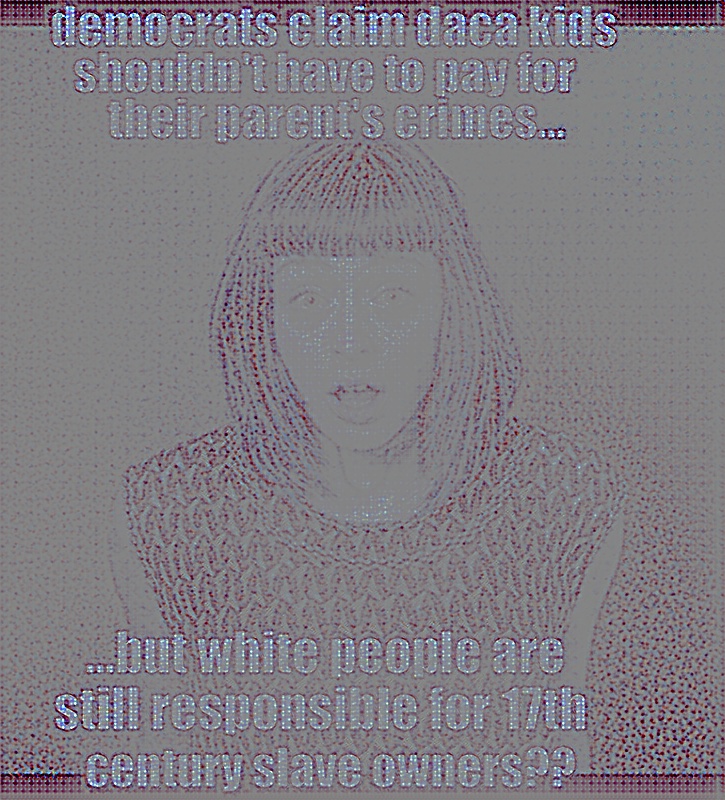 democrats claim daca kids
shouldn't have to pay for
their parent's crimes...
...but white people are
still responsible for 17th
century slave owners??